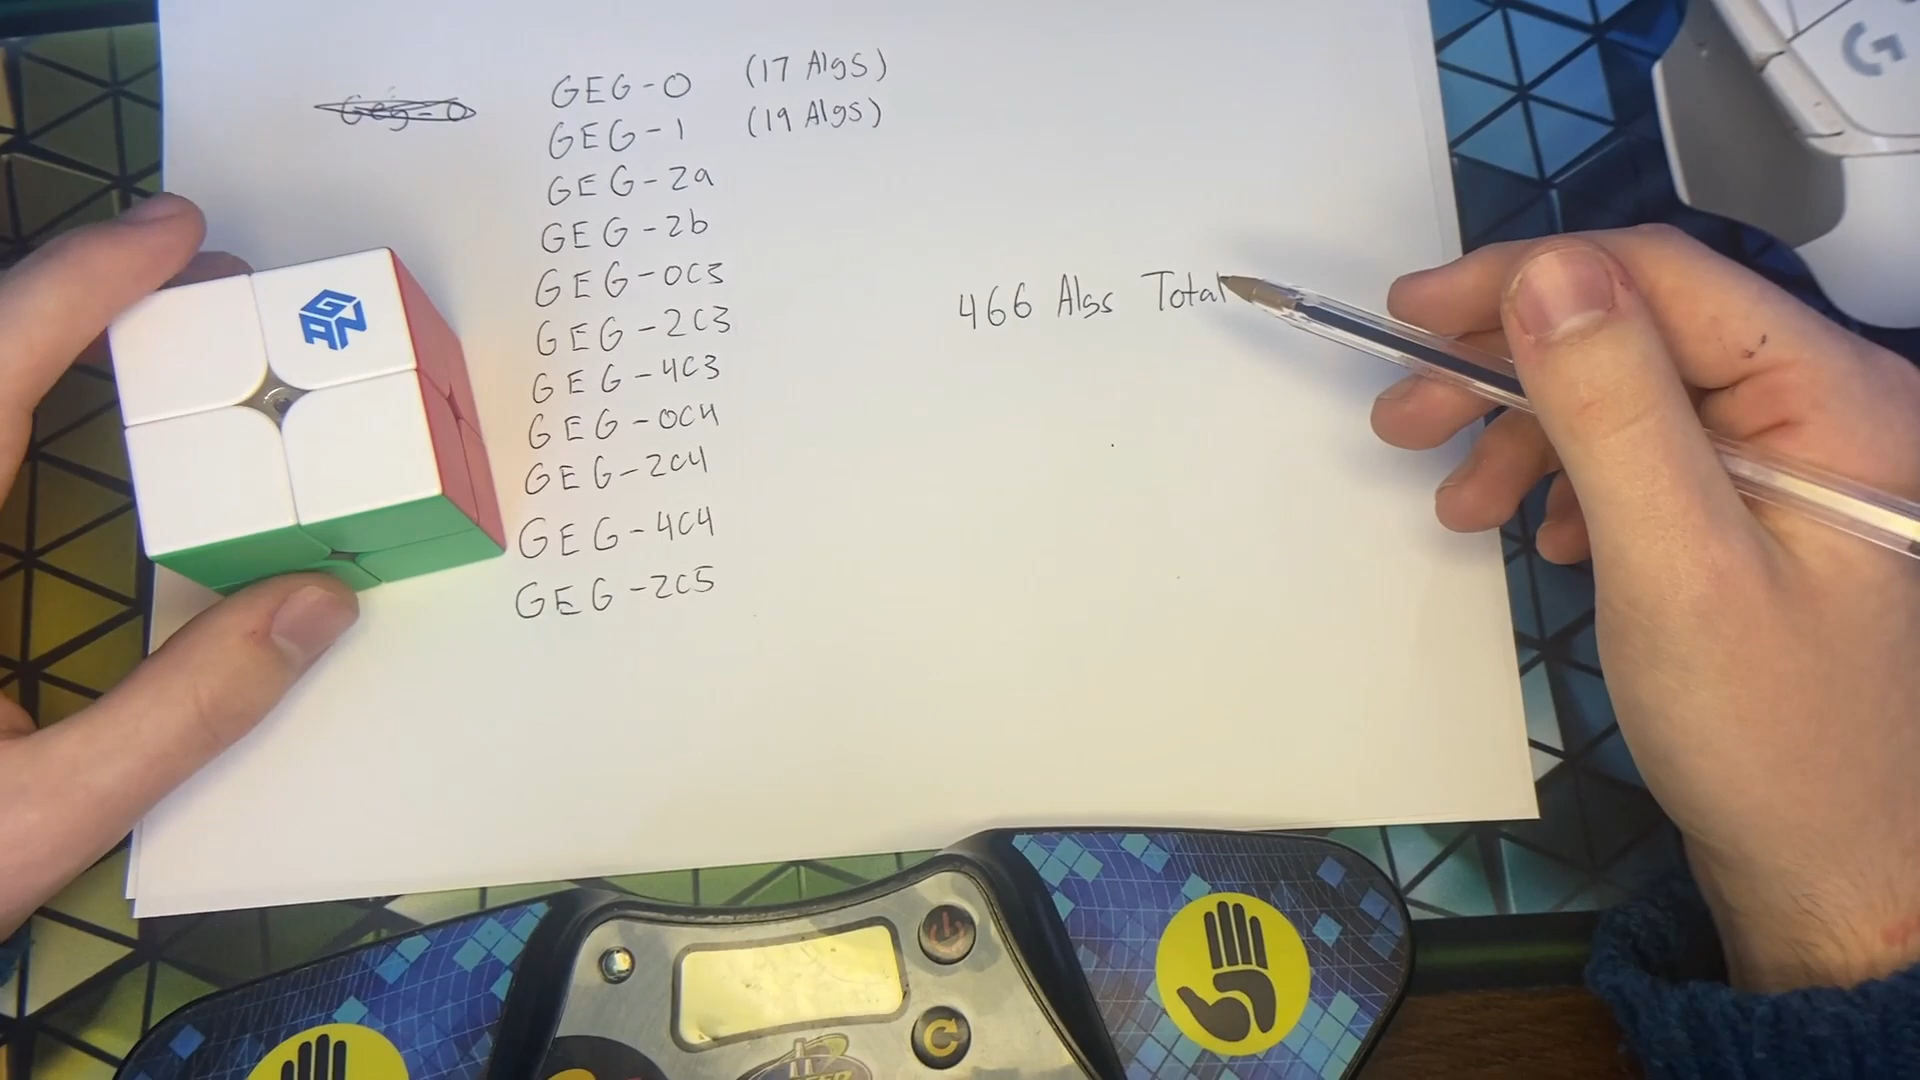 Geg-0
GEG-0 (17 Algs)
GEG-1 (19 Algs)
GEG-2a
GEG-2b
GEG-0C3
GEG-2C3
GEG-4C3
GEG-0C4
GEG-2C4
GEG-4C4
GEG-2C5
466 Algs Total
GAN
G